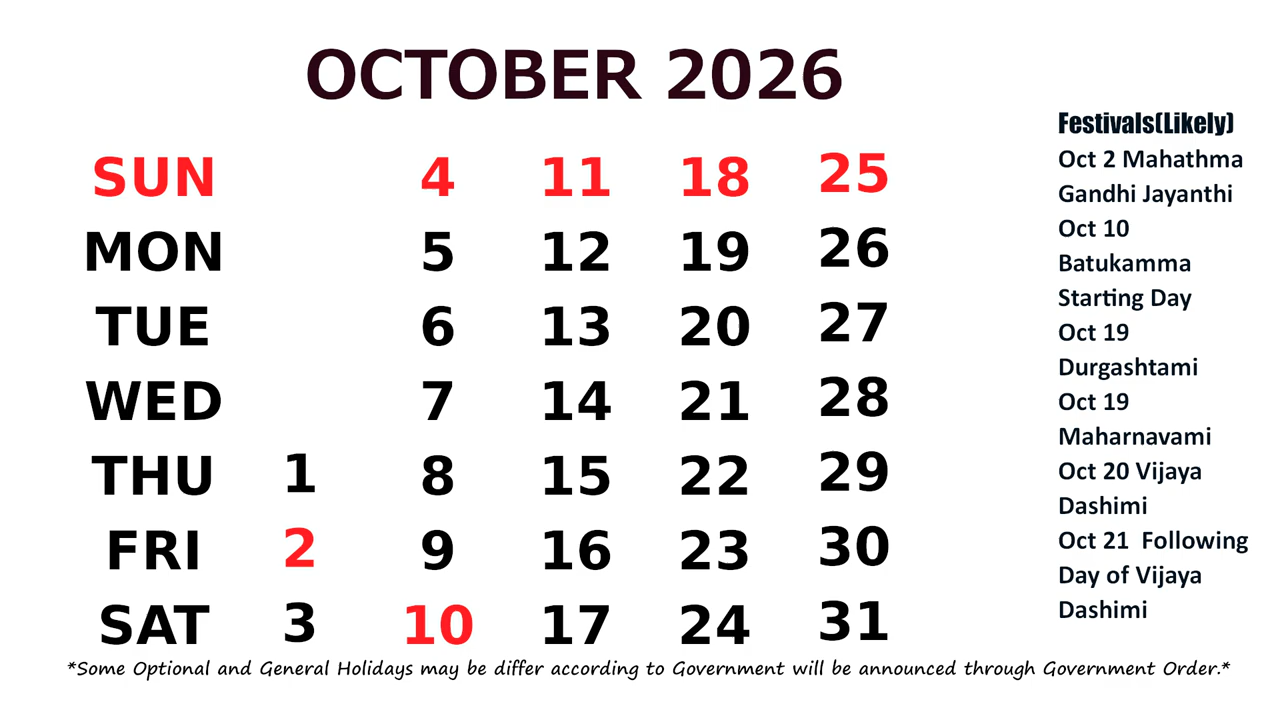 OCTOBER 2026
SUN 4 11 18 25
MON 5 12 19 26
TUE 6 13 20 27
WED 7 14 21 28
THU 1 8 15 22 29
FRI 2 9 16 23 30
SAT 3 10 17 24 31
Festivals(Likely)
Oct 2 Mahathma
Gandhi Jayanthi
Oct 10
Batukamma
Starting Day
Oct 19
Durgashtami
Oct 19
Maharnavami
Oct 20 Vijaya
Dashimi
Oct 21 Following
Day of Vijaya
Dashimi
*Some Optional and General Holidays may be differ according to Government will be announced through Government Order.*